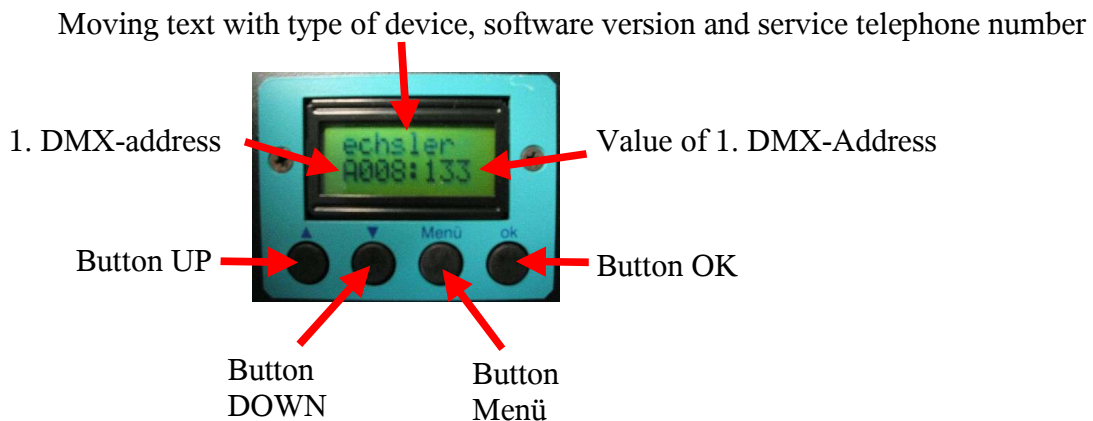 Moving text with type of device, software version and service telephone number
echsler
1. DMX-address
A008:133
Value of 1. DMX-Address
▲ ▼ Menü ok
Button UP
Button OK
Button
DOWN
Button
Menü